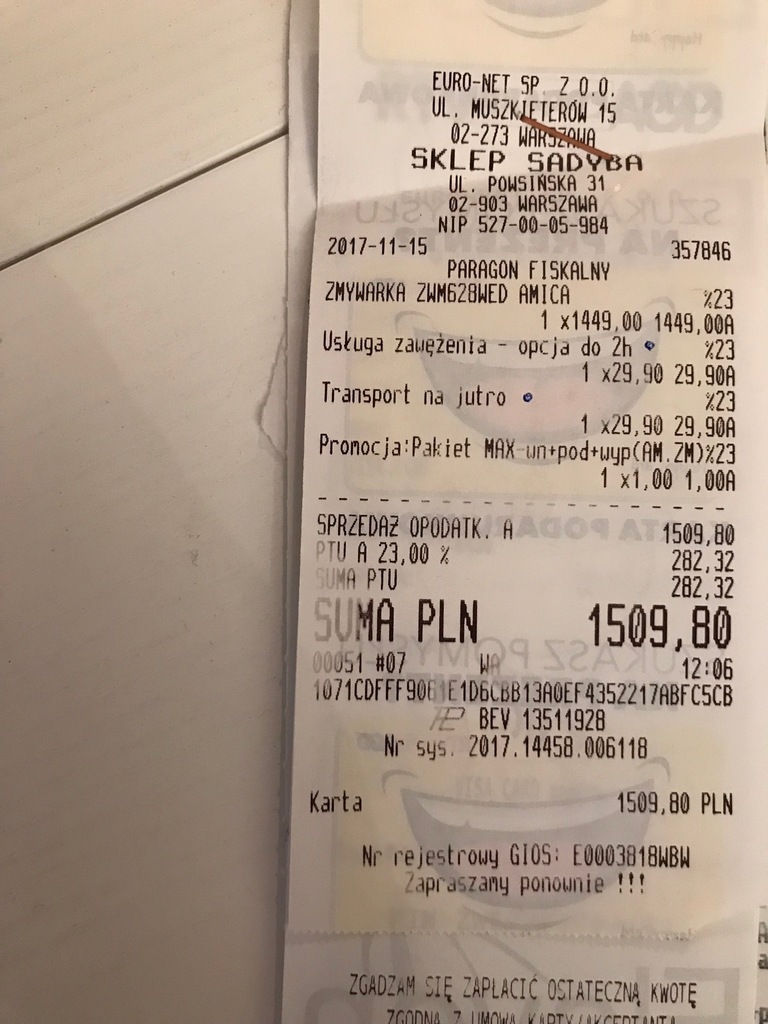 EURO-NET SP. Z O.O.
UL. MUSZKIETERÓW 15
02-273 WARSZAWA
SKLEP SADYBA
UL. POWSIŃSKA 31
02-903 WARSZAWA
NIP 527-00-05-984
2017-11-15 357846
PARAGON FISKALNY
ZMYWARKA ZWM628WED AMICA %23
1 x1449,00 1449,00A
Usługa zawężenia - opcja do 2h %23
1 x29,90 29,90A
Transport na jutro %23
1 x29,90 29,90A
Promocja:Pakiet MAX-un+pod+wyp(AM.ZM)%23
1 x1,00 1,00A
SPRZEDAŻ OPODATK. A 1509,80
PTU A 23,00 % 282,32
SUMA PTU 282,32
SUMA PLN 1509,80
00051 #07 WA 12:06
1071CDFFF9061E1D6CBB13A0EF4352217ABFC5CB
BEV 13511928
Nr sys. 2017.14458.006118
Karta 1509,80 PLN
Nr rejestrowy GIOS: E0003818WBW
Zapraszamy ponownie !!!
ZGADZAM SIĘ ZAPŁACIĆ OSTATECZNĄ KWOTĘ
ZGODNĄ Z UMOWĄ KARTY/AKCEPTANTA